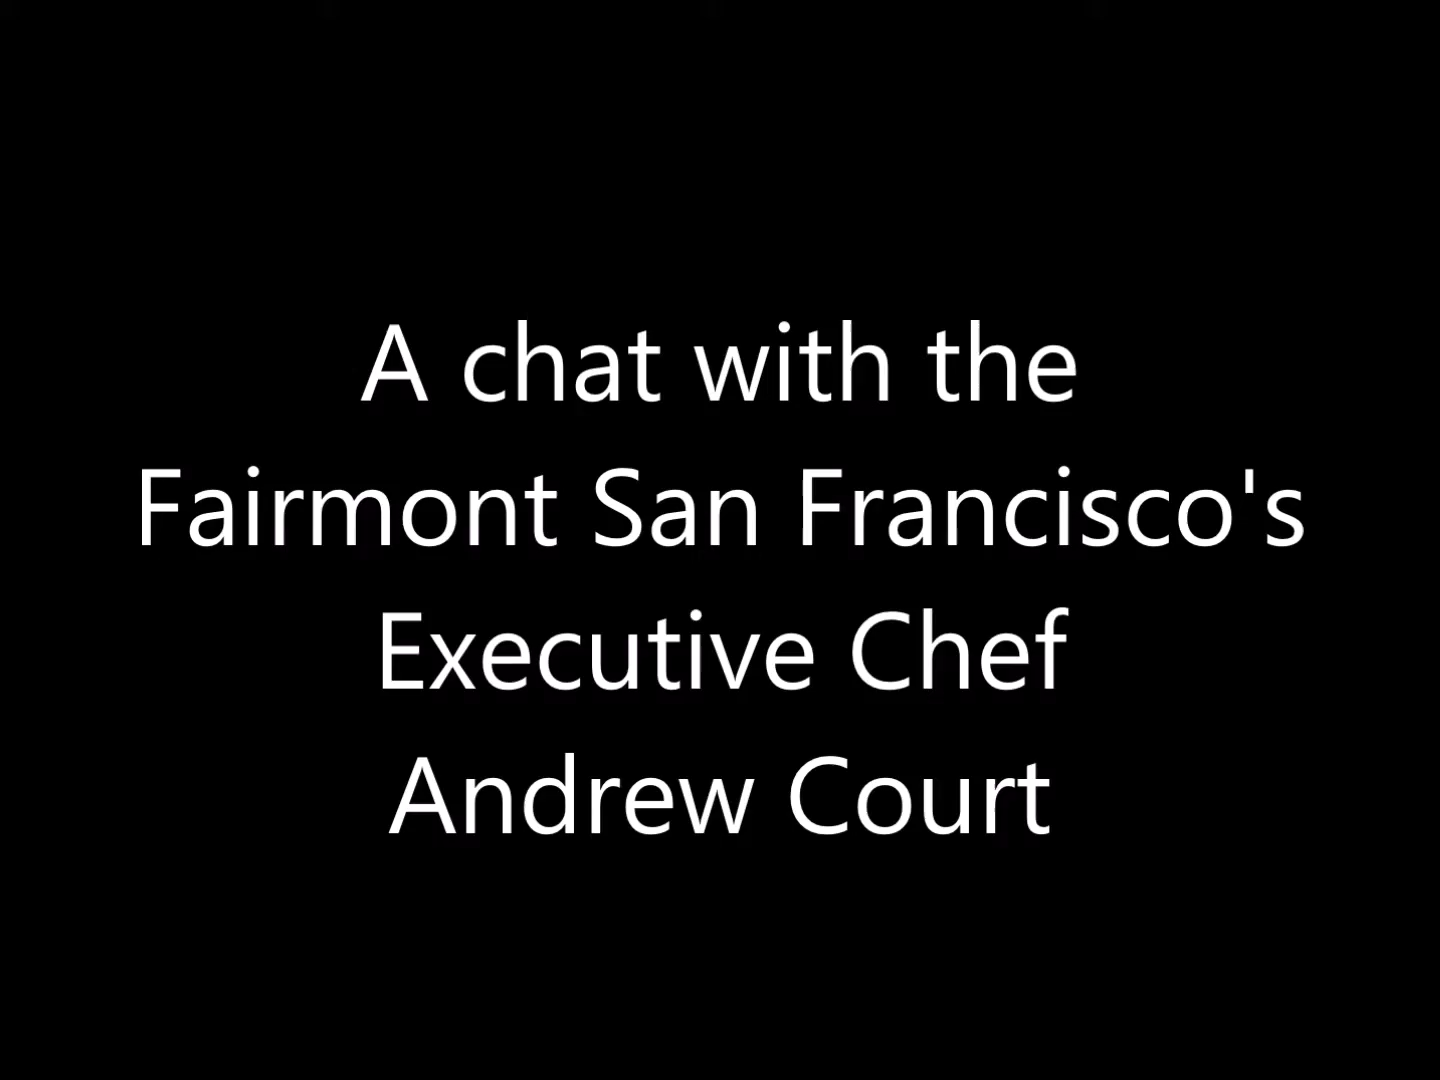 A chat with the
Fairmont San Francisco's
Executive Chef
Andrew Court